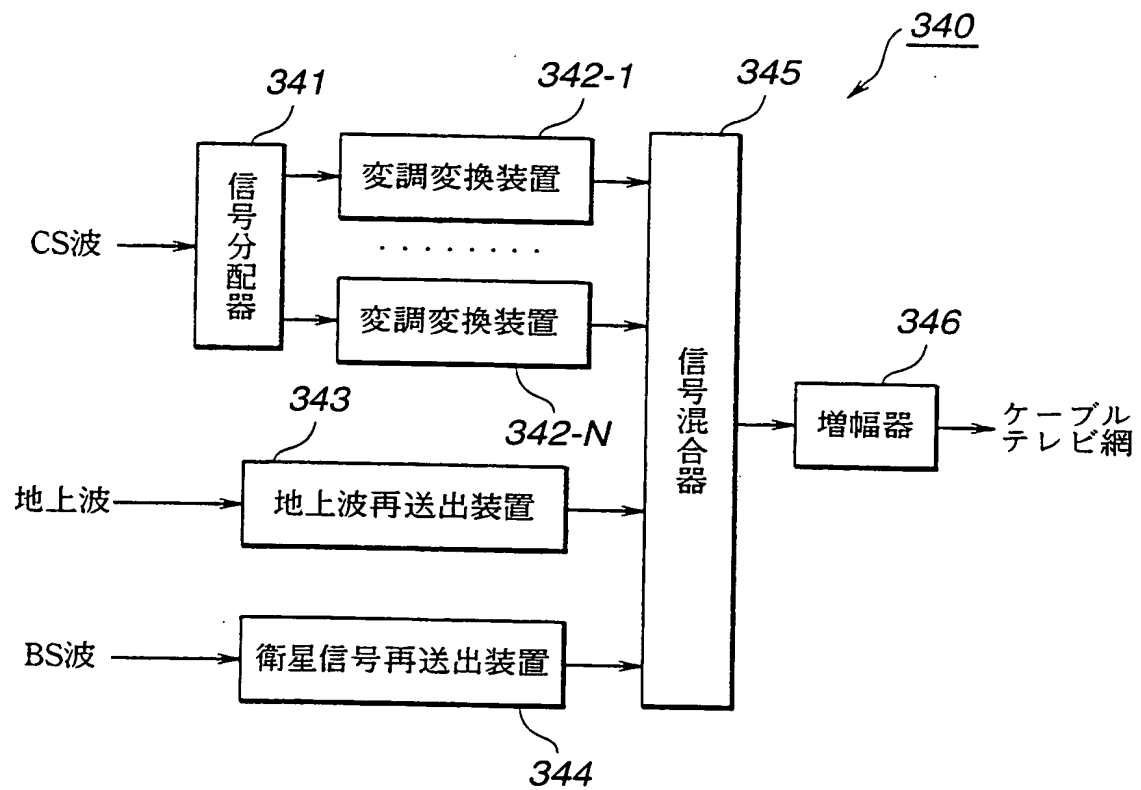 340
341
342-1
345
変調変換装置
信号分配器
CS波
........
変調変換装置
346
343
342-N
信号混合器
増幅器
ケーブル
テレビ網
地上波
地上波再送出装置
BS波
衛星信号再送出装置
344